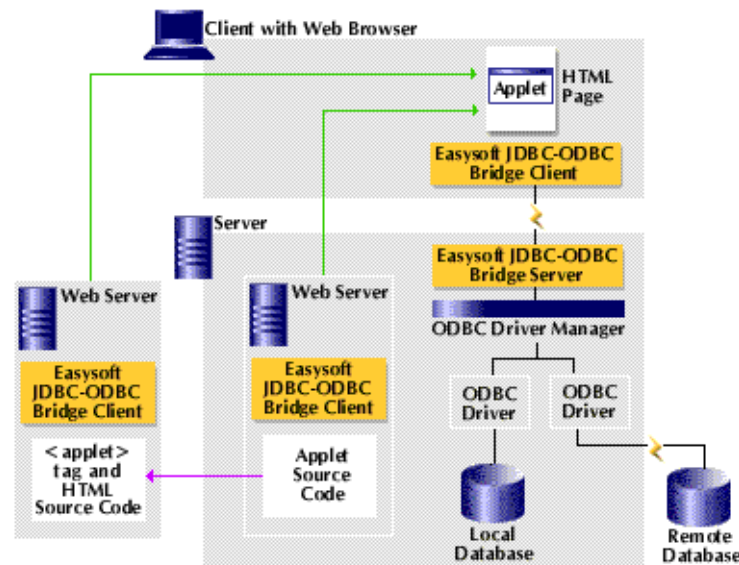 Client with Web Browser
Applet
HTML
Page
Easysoft JDBC-ODBC
Bridge Client
Server
Easysoft JDBC-ODBC
Bridge Server
Web Server
Web Server
ODBC Driver Manager
Easysoft
JDBC-ODBC
Bridge Client
Easysoft
JDBC-ODBC
Bridge Client
ODBC
Driver
ODBC
Driver
<applet>
tag and
HTML
Source Code
Applet
Source
Code
Local
Database
Remote
Database